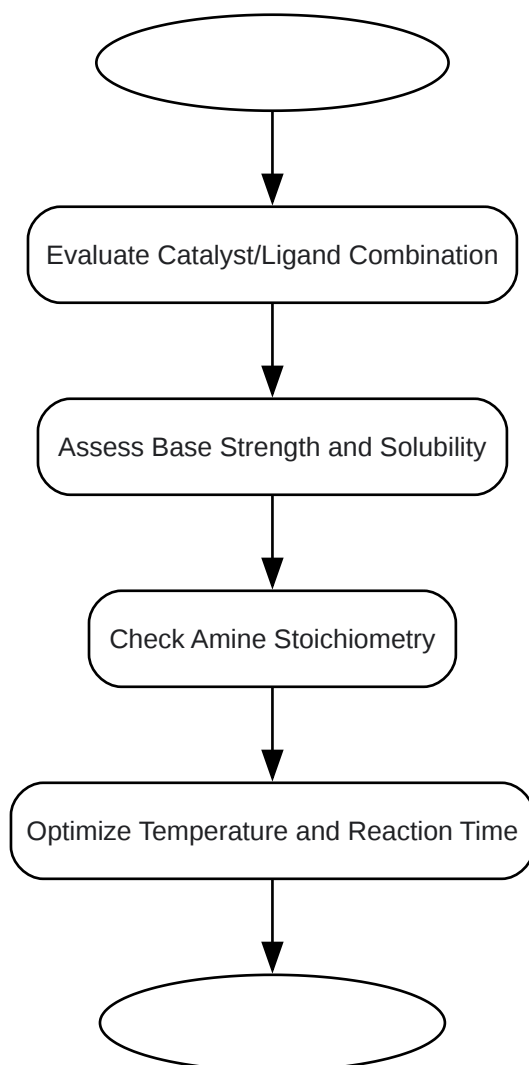 Evaluate Catalyst/Ligand Combination
Assess Base Strength and Solubility
Check Amine Stoichiometry
Optimize Temperature and Reaction Time